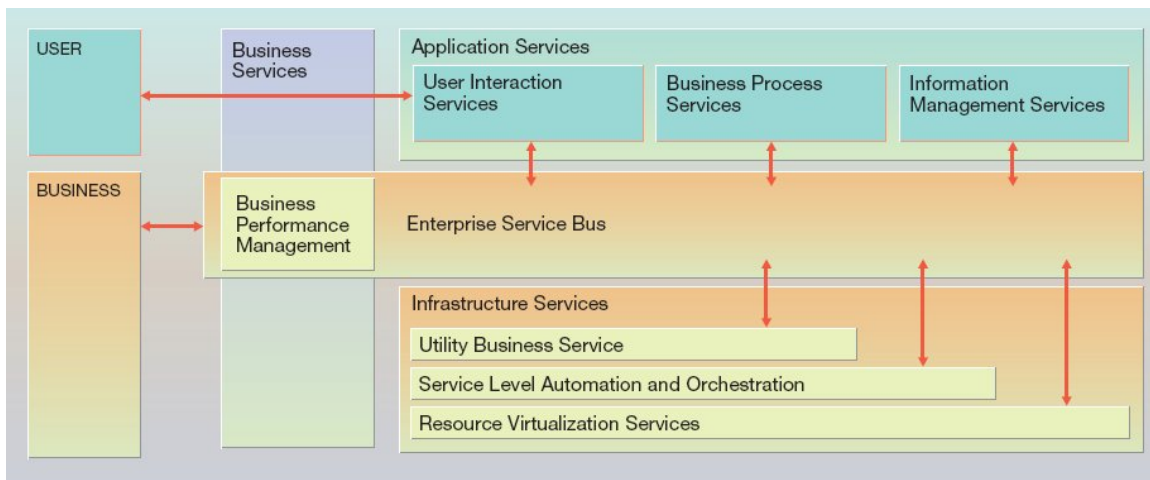 USER
Business
Services
Application Services
User Interaction
Services
Business Process
Services
Information
Management Services
BUSINESS
Business
Performance
Management
Enterprise Service Bus
Infrastructure Services
Utility Business Service
Service Level Automation and Orchestration
Resource Virtualization Services